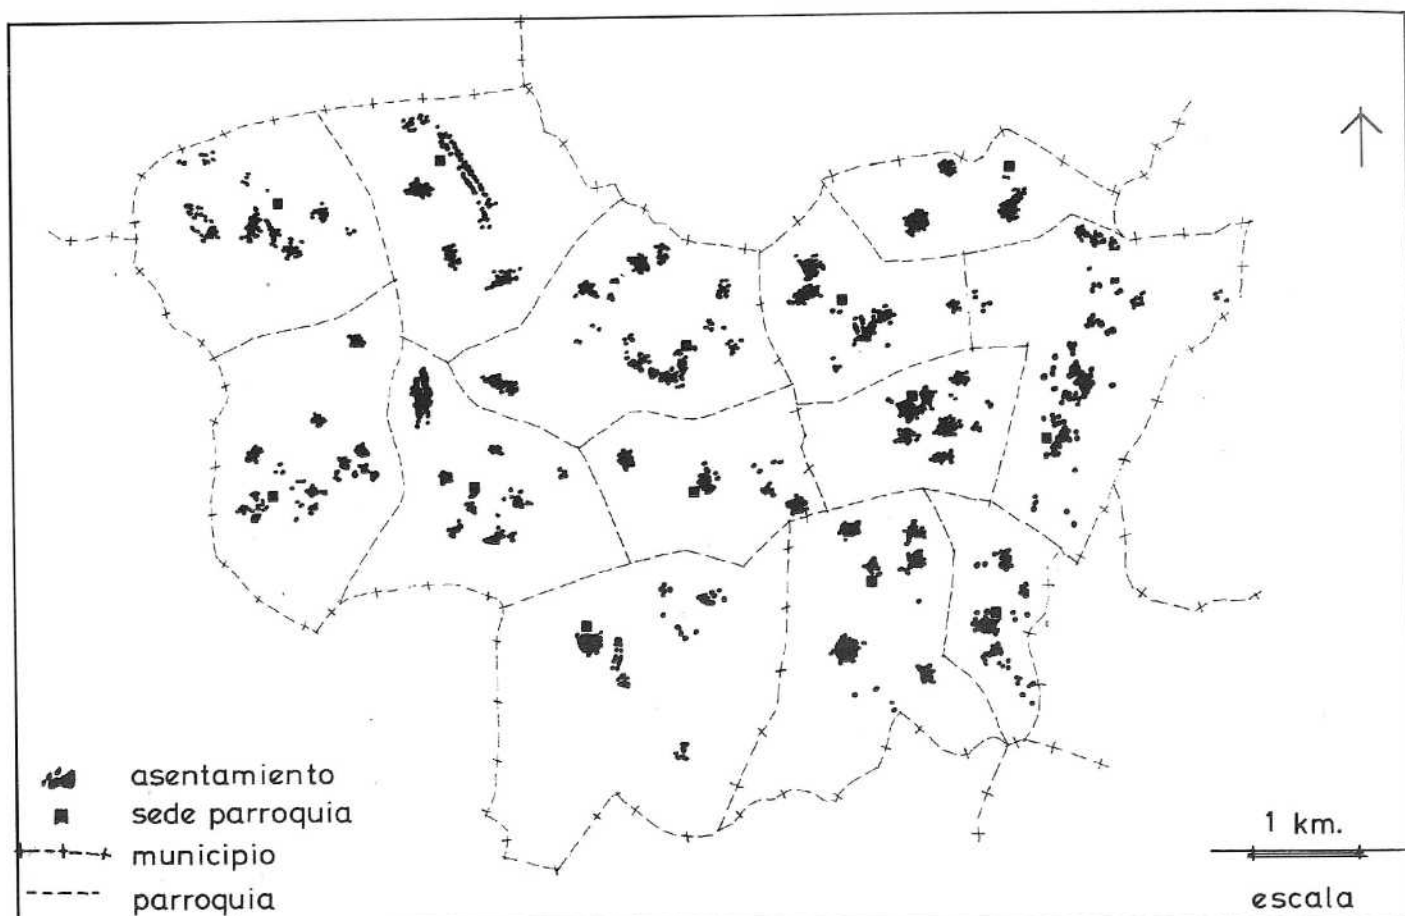 asentamiento
sede parroquia
municipio
parroquia
1 km.
escala